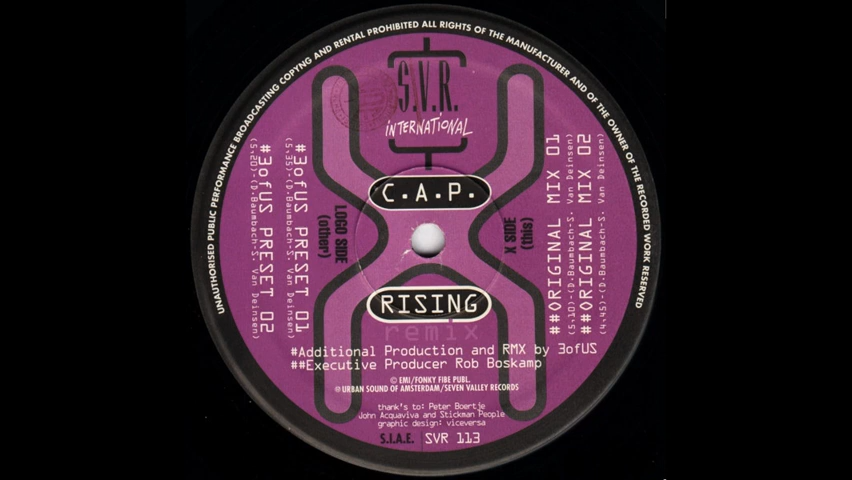 UNAUTHORISED PUBLIC PERFORMANCE BROADCASTING COPYNG AND RENTAL PROHIBITED ALL RIGHTS OF THE MANUFACTURER AND OF THE OWNER OF THE RECORDED WORK RESERVED
S.V.R.
INTERNATIONAL
C.A.P.
LOGO SIDE
(other)
#3ofUS PRESET 01
(5,35)-(D.Baumbach-S. Van Deinsen)
#3ofUS PRESET 02
(5,20)-(D.Baumbach-S. Van Deinsen)
X SIDE
(this)
##ORIGINAL MIX 01
(5,10)-(D.Baumbach-S. Van Deinsen)
##ORIGINAL MIX 02
(4,45)-(D.Baumbach-S. Van Deinsen)
RISING
remix
#Additional Production and RMX by 3ofUS
##Executive Producer Rob Boskamp
© EMI/FONKY FIBE PUBL.
℗ URBAN SOUND OF AMSTERDAM/SEVEN VALLEY RECORDS
thank's to: Peter Boertje
John Acquaviva and Stickman People
graphic design: viceversa
S.I.A.E. SVR 113